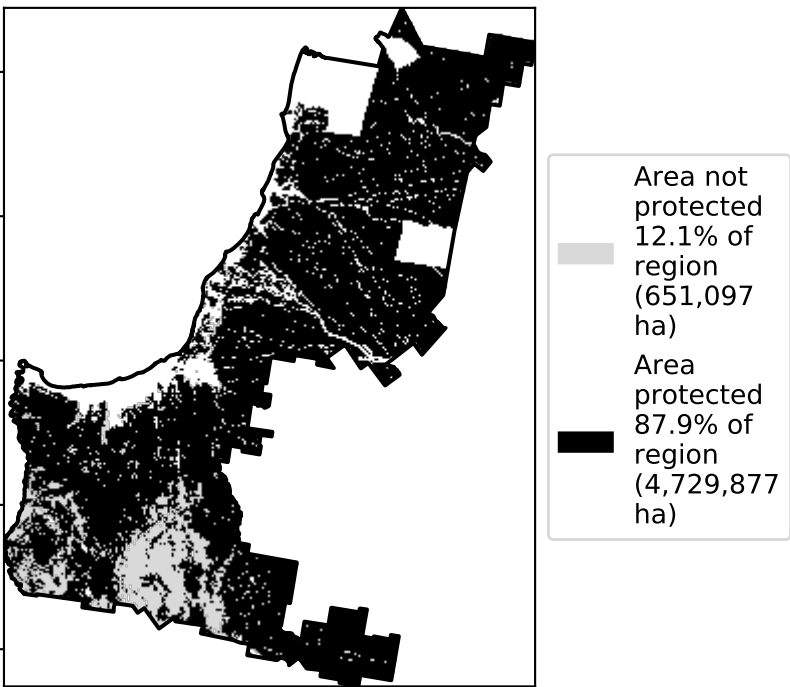 Area not
protected
12.1% of
region
(651,097
ha)
Area
protected
87.9% of
region
(4,729,877
ha)